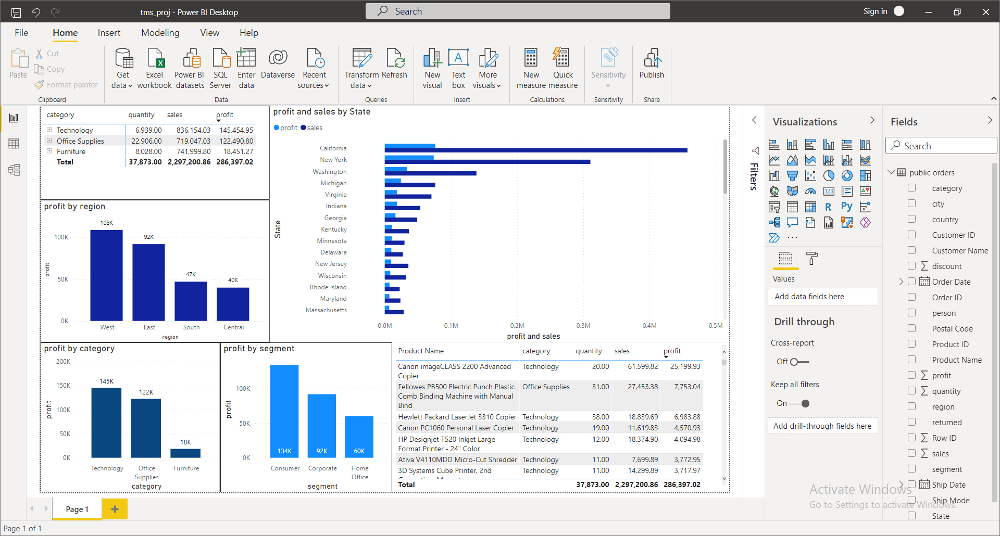 tms_proj - Power BI Desktop
Search
Sign in
File Home Insert Modeling View Help
Paste
Cut
Copy
Format painter
Clipboard
Get data
Excel workbook
Power BI datasets
SQL Server
Enter data
Dataverse
Recent sources
Data
Transform data
Refresh
Queries
New visual
Text box
More visuals
Insert
New measure
Quick measure
Calculations
Sensitivity
Sensitivity
Publish
Share
category quantity sales profit
Technology 6,939.00 836,154.03 145,454.95
Office Supplies 22,906.00 719,047.03 122,490.80
Furniture 8,028.00 741,999.80 18,451.27
Total 37,873.00 2,297,200.86 286,397.02
profit by region
108K
92K
47K
40K
100K
50K
0K
profit
West East South Central
region
profit and sales by State
profit sales
State
California
New York
Washington
Michigan
Virginia
Indiana
Georgia
Kentucky
Minnesota
Delaware
New Jersey
Wisconsin
Rhode Island
Maryland
Massachusetts
0.0M 0.1M 0.2M 0.3M 0.4M 0.5M
profit and sales
profit by category
200K
150K
100K
50K
0K
profit
145K
122K
18K
Technology Office Supplies Furniture
category
profit by segment
100K
50K
0K
profit
134K 92K 60K
Consumer Corporate Home Office
segment
Product Name category quantity sales profit
Canon imageCLASS 2200 Advanced Technology 20.00 61,599.82 25,199.93
Copier
Fellowes PB500 Electric Punch Plastic Office Supplies 31.00 27,453.38 7,753.04
Comb Binding Machine with Manual
Bind
Hewlett Packard LaserJet 3310 Copier Technology 38.00 18,839.69 6,983.88
Canon PC1060 Personal Laser Copier Technology 19.00 11,619.83 4,570.93
HP Designjet T520 Inkjet Large Technology 12.00 18,374.90 4,094.98
Format Printer - 24" Color
Ativa V4110MDD Micro-Cut Shredder Technology 11.00 7,699.89 3,772.95
3D Systems Cube Printer, 2nd Technology 11.00 14,299.89 3,717.97
Total 37,873.00 2,297,200.86 286,397.02
Filters
Visualizations
123
R
Py
Values
Add data fields here
Drill through
Cross-report
Off
Keep all filters
On
Add drill-through fields here
Fields
Search
public orders
category
city
country
Customer ID
Customer Name
discount
Order Date
Order ID
person
Postal Code
Product ID
Product Name
profit
quantity
region
returned
Row ID
sales
segment
Ship Date
Ship Mode
State
Activate Windows
Go to Settings to activate Windows.
Page 1
Page 1 of 1